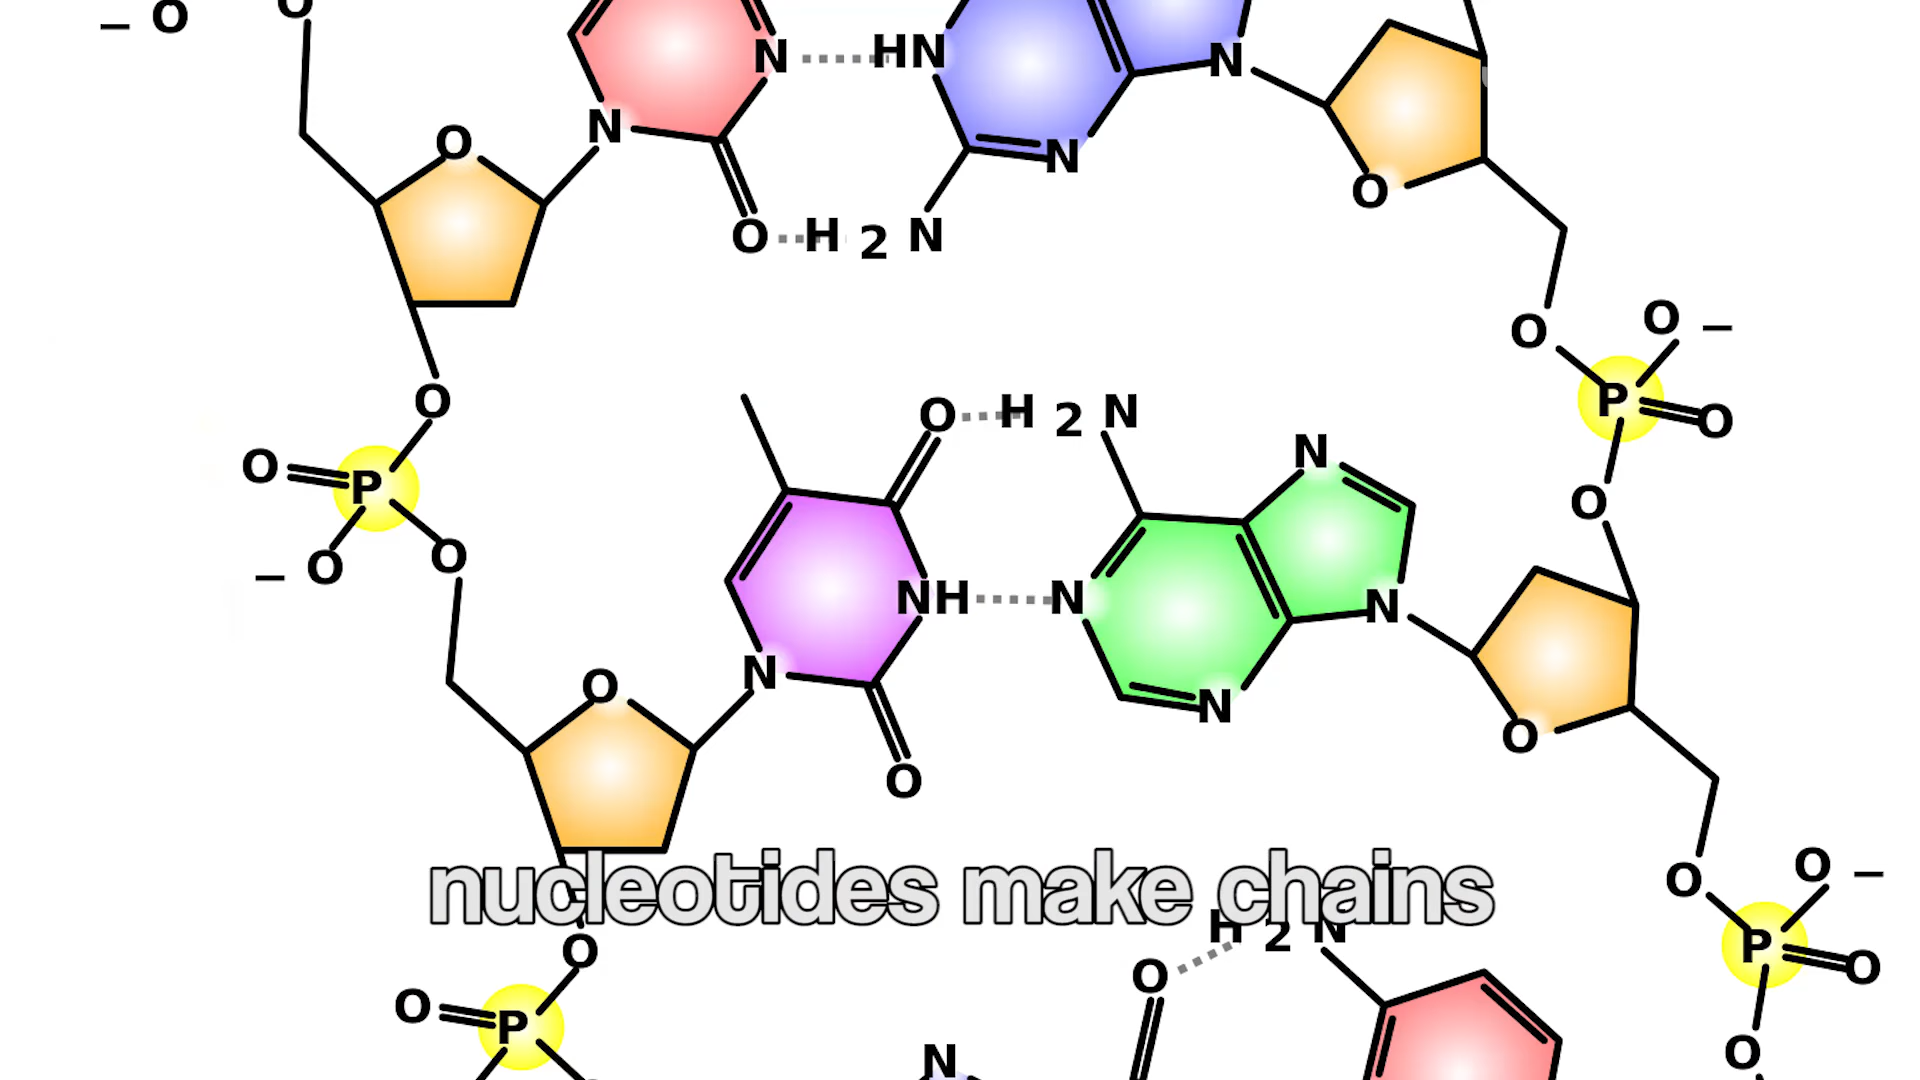 – O O
N HN N
N
O N O
O H 2 N
O O –
P O
O O H 2 N
O P N
O
– O O NH N N
O N N
O O
O
nucleotides make chains
O O –
H 2 N
O P O
O
O P N O